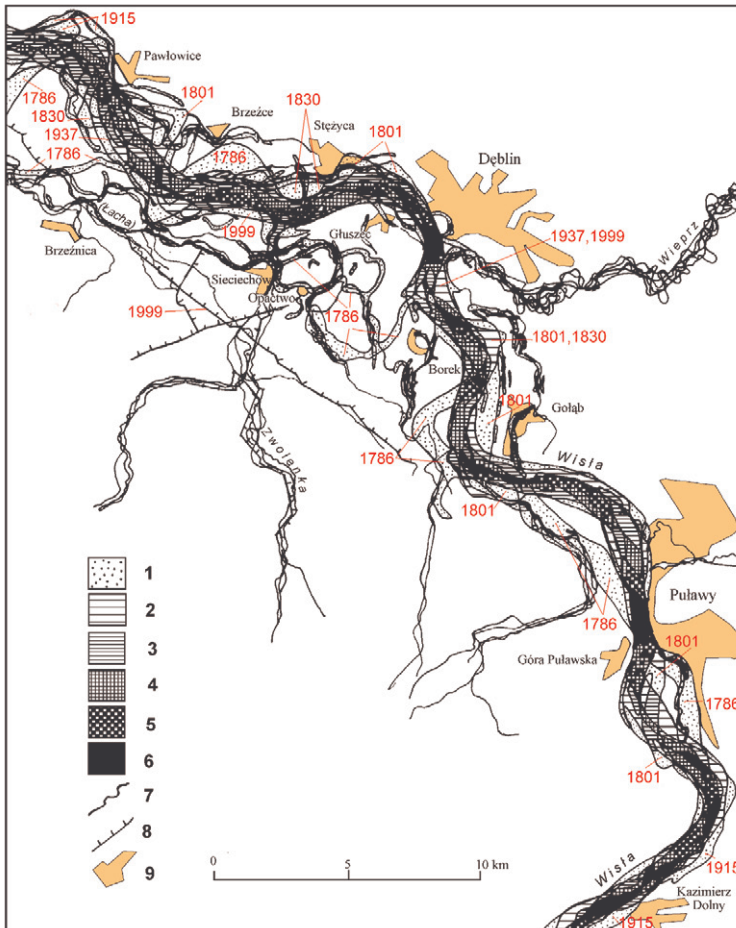 1915
Pawłowice
1786
1801
1830
Brzeźce
1830
Stężyca
1801
1937
1786
1786
Dęblin
(Łacha)
Brzeźnica
1999
Głuszec
1937,1999
Wieprz
Sieciechów
Opactwo
1999
1786
1801,1830
Borek
1801
Gołąb
Zwolenka
1786
Wisła
1801
1
2
3
4
5
6
7
8
9
1786
Puławy
Góra Puławska
1801
1786
1801
0 5 10 km
Wisła
1915
Kazimierz
Dolny
1915